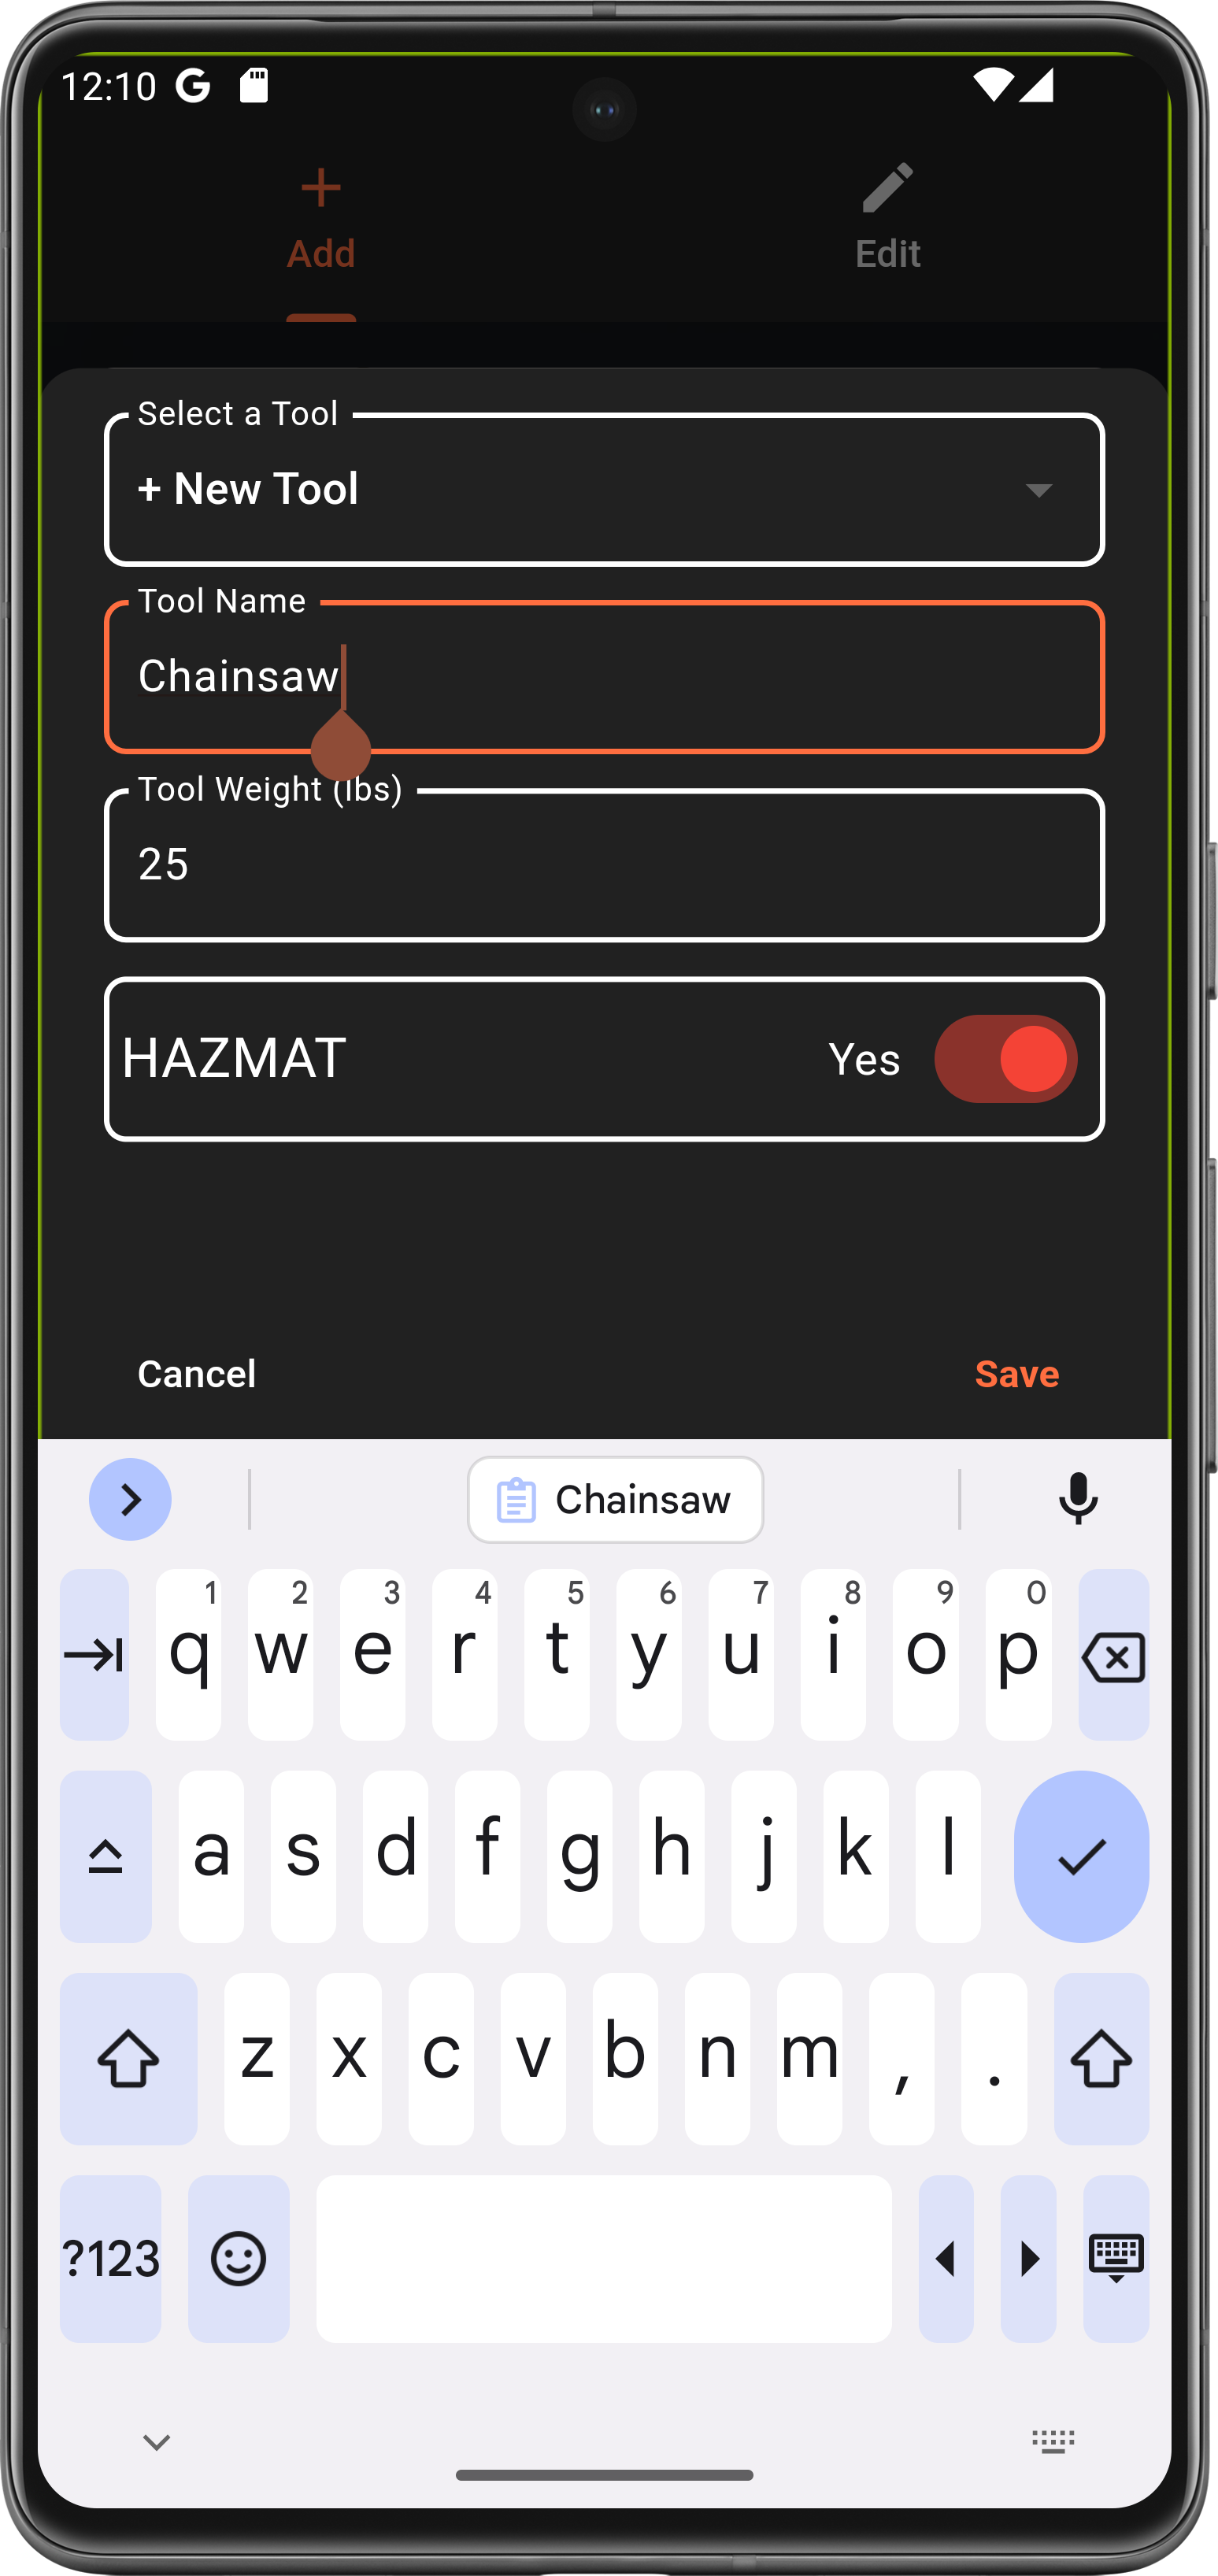 12:10
Add
Edit
Select a Tool
+ New Tool
Tool Name
Chainsaw
Tool Weight (lbs)
25
HAZMAT Yes
Cancel Save
Chainsaw
1 2 3 4 5 6 7 8 9 0
q w e r t y u i o p
a s d f g h j k l
z x c v b n m , .
?123